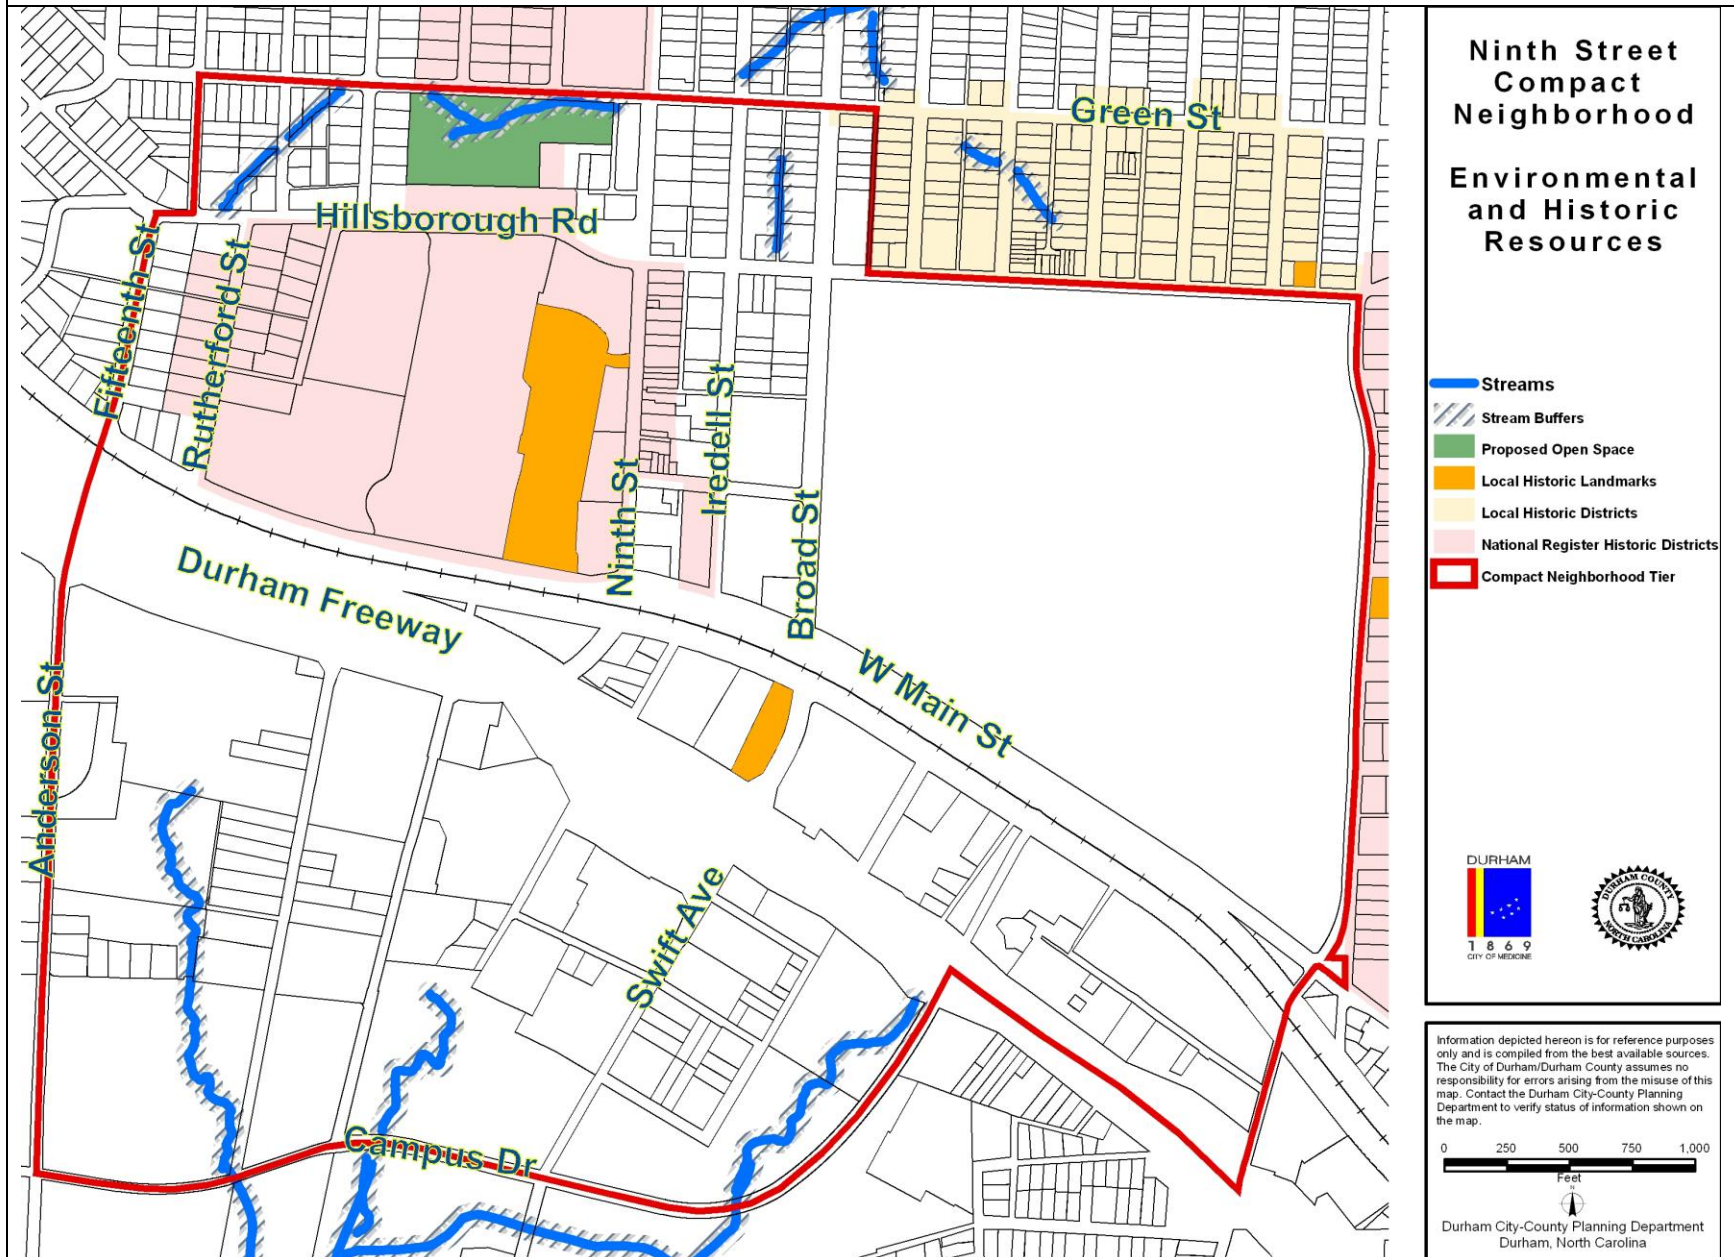 Ninth Street
Compact
Neighborhood
Environmental
and Historic
Resources
Green St
Hillsborough Rd
Fifteenth St
Rutherford St
Iredell St
Ninth St
Broad St
Durham Freeway
W Main St
Anderson St
Swift Ave
Campus Dr
Streams
Stream Buffers
Proposed Open Space
Local Historic Landmarks
Local Historic Districts
National Register Historic Districts
Compact Neighborhood Tier
DURHAM
1 8 6 9
CITY OF MEDICINE
DURHAM COUNTY
NORTH CAROLINA
Information depicted hereon is for reference purposes
only and is compiled from the best available sources.
The City of Durham/Durham County assumes no
responsibility for errors arising from the misuse of this
map. Contact the Durham City-County Planning
Department to verify status of information shown on
the map.
0 250 500 750 1,000
Feet
N
Durham City-County Planning Department
Durham, North Carolina